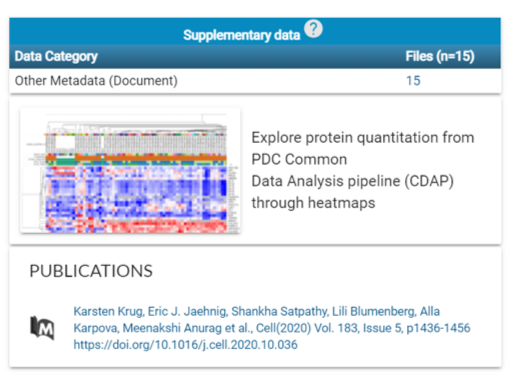 Supplementary data ?
Data Category Files (n=15)
Other Metadata (Document) 15
Explore protein quantitation from
PDC Common
Data Analysis pipeline (CDAP)
through heatmaps
PUBLICATIONS
Karsten Krug, Eric J. Jaehnig, Shankha Satpathy, Lili Blumenberg, Alla
Karpova, Meenakshi Anurag et al., Cell(2020) Vol. 183, Issue 5, p1436-1456
https://doi.org/10.1016/j.cell.2020.10.036
M